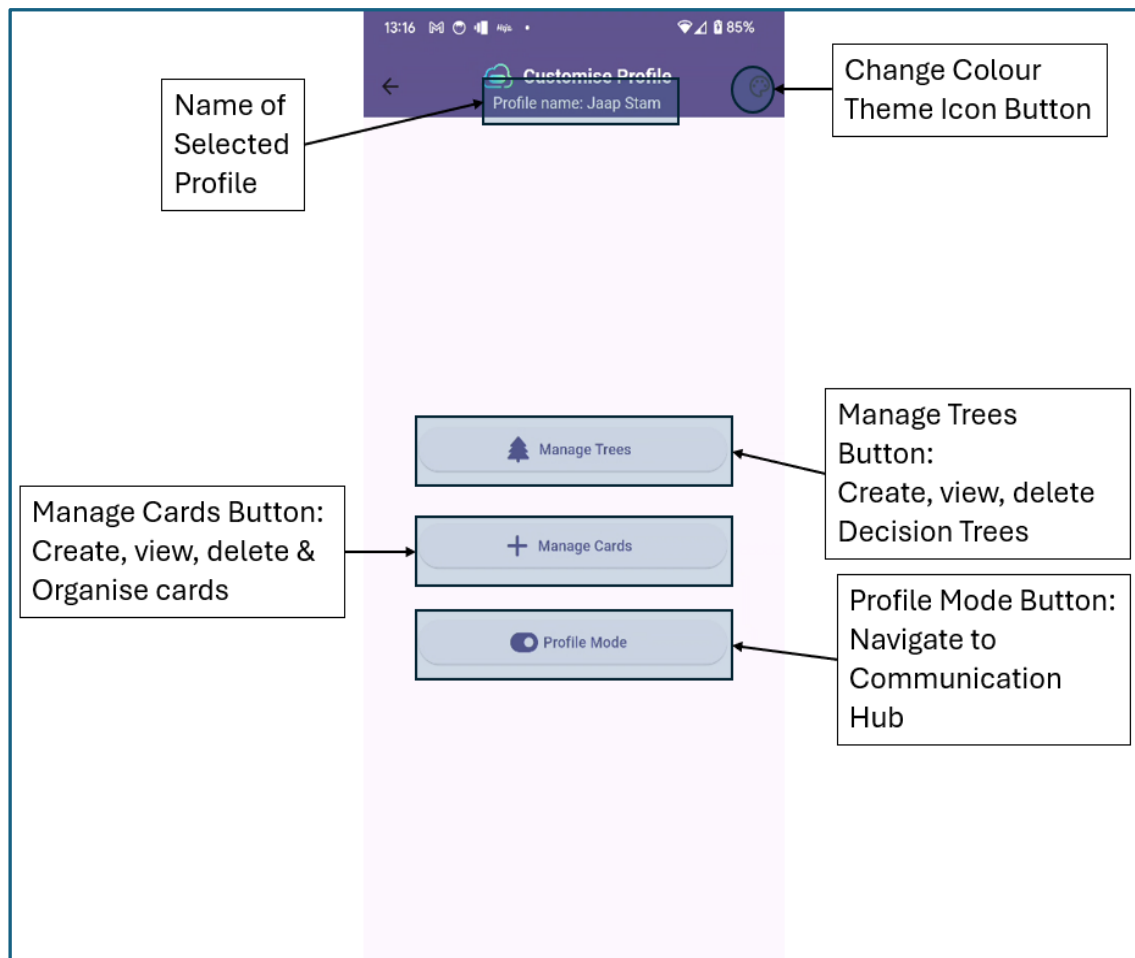 13:16
85%
Customise Profile
Profile name: Jaap Stam
Name of
Selected
Profile
Change Colour
Theme Icon Button
Manage Trees
Manage Trees
Button:
Create, view, delete
Decision Trees
Manage Cards
Manage Cards Button:
Create, view, delete &
Organise cards
Profile Mode
Profile Mode Button:
Navigate to
Communication
Hub